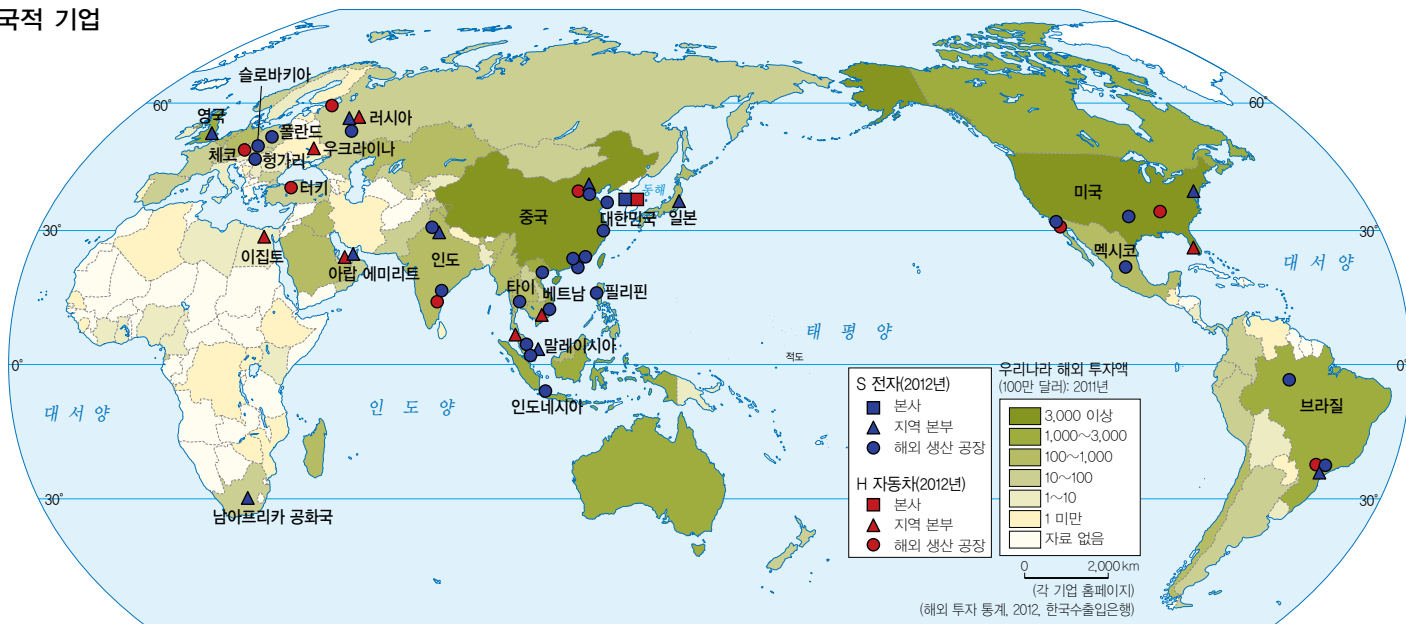 국적 기업
슬로바키아
60°
60°
영국
폴란드
러시아
체코
헝가리
우크라이나
터키
동해
중국
대한민국
일본
미국
30°
30°
이집트
아랍 에미리트
인도
타이
베트남
필리핀
멕시코
대서양
말레이시아
태평양
적도
0°
0°
대서양
인도양
인도네시아
브라질
30°
30°
남아프리카 공화국
S 전자(2012년)
본사
지역 본부
해외 생산 공장
H 자동차(2012년)
본사
지역 본부
해외 생산 공장
우리나라 해외 투자액
(100만 달러): 2011년
3,000 이상
1,000~3,000
100~1,000
10~100
1~10
1 미만
자료 없음
0 2,000km
(각 기업 홈페이지)
(해외 투자 통계, 2012, 한국수출입은행)